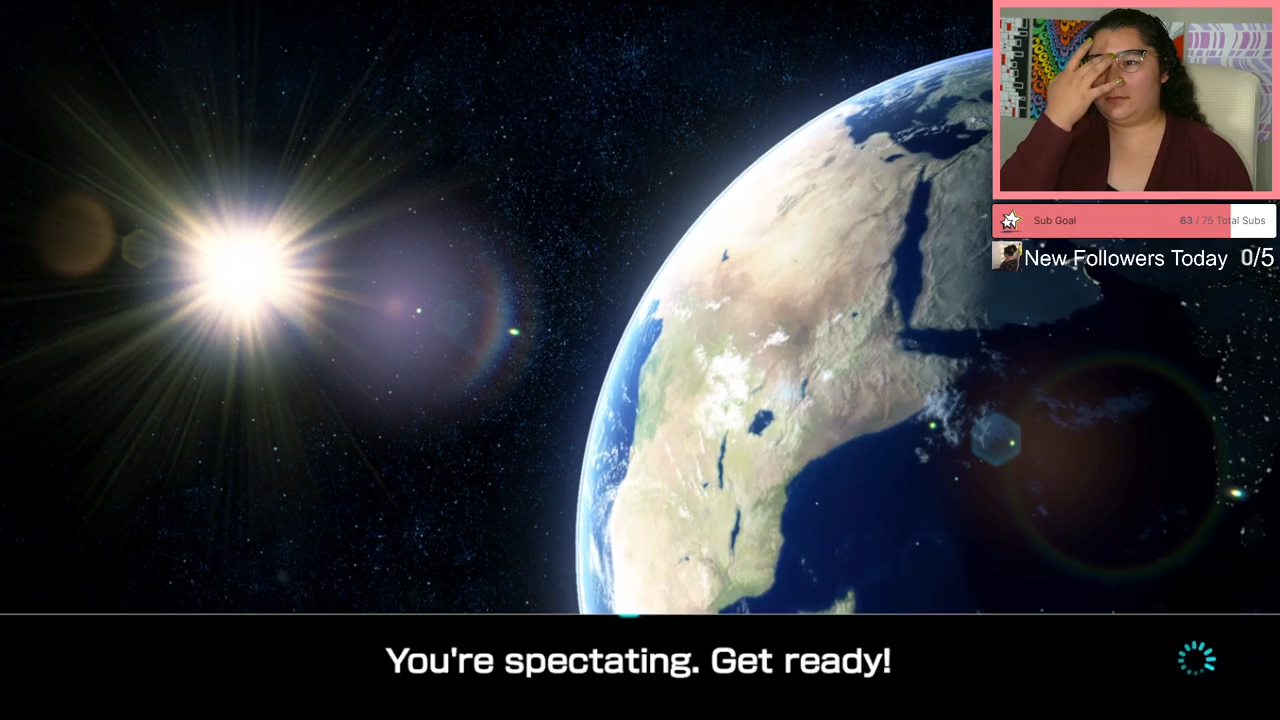 Sub Goal 63 / 75 Total Subs
New Followers Today 0/5
You're spectating. Get ready!